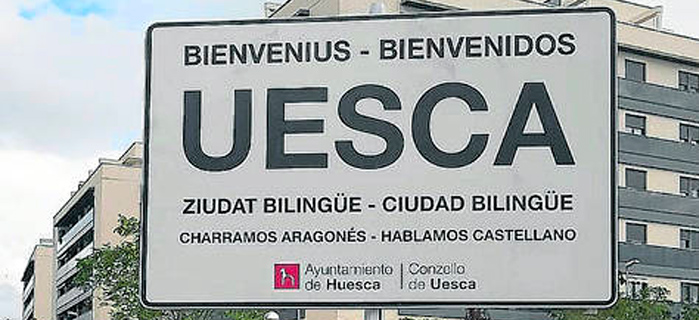 BIENVENIUS - BIENVENIDOS
UESCA
ZIUDAT BILINGÜE - CIUDAD BILINGÜE
CHARRAMOS ARAGONÉS - HABLAMOS CASTELLANO
Ayuntamiento de Huesca
Conzello de Uesca